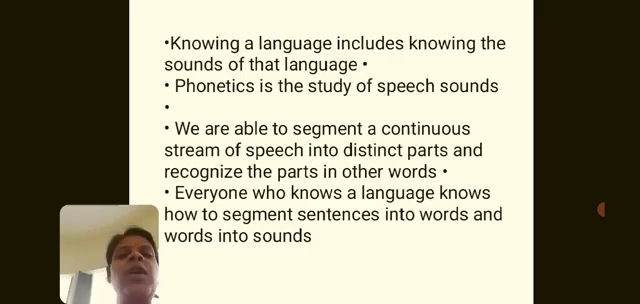 •Knowing a language includes knowing the
sounds of that language •
• Phonetics is the study of speech sounds
•
• We are able to segment a continuous
stream of speech into distinct parts and
recognize the parts in other words •
• Everyone who knows a language knows
how to segment sentences into words and
words into sounds